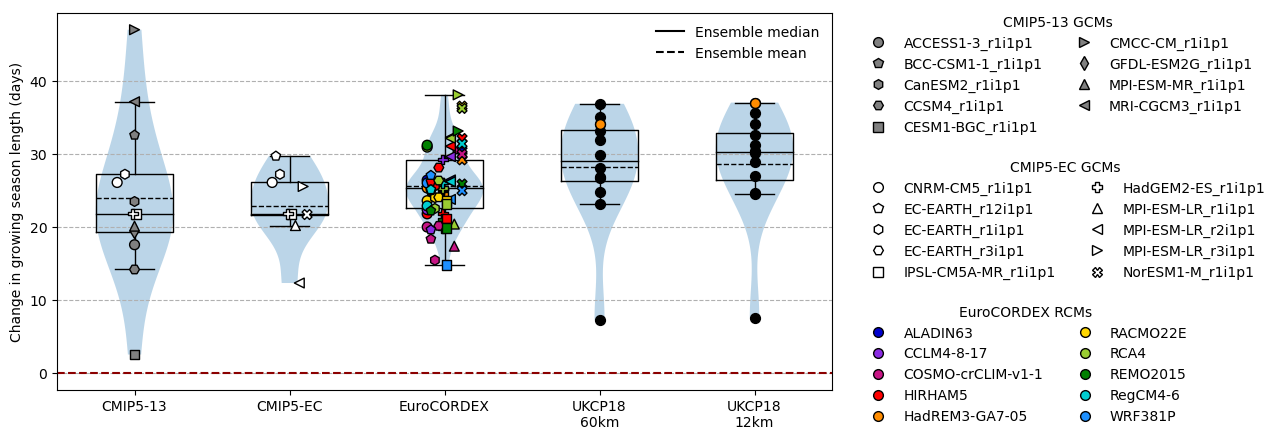 Change in growing season length (days)
40
30
20
10
0
Ensemble median
Ensemble mean
CMIP5-13
CMIP5-EC
EuroCORDEX
UKCP18
60km
UKCP18
12km
CMIP5-13 GCMs
ACCESS1-3_r1i1p1
BCC-CSM1-1_r1i1p1
CanESM2_r1i1p1
CCSM4_r1i1p1
CESM1-BGC_r1i1p1
CMCC-CM_r1i1p1
GFDL-ESM2G_r1i1p1
MPI-ESM-MR_r1i1p1
MRI-CGCM3_r1i1p1
CMIP5-EC GCMs
CNRM-CM5_r1i1p1
EC-EARTH_r12i1p1
EC-EARTH_r1i1p1
EC-EARTH_r3i1p1
IPSL-CM5A-MR_r1i1p1
HadGEM2-ES_r1i1p1
MPI-ESM-LR_r1i1p1
MPI-ESM-LR_r2i1p1
MPI-ESM-LR_r3i1p1
NorESM1-M_r1i1p1
EuroCORDEX RCMs
ALADIN63
CCLM4-8-17
COSMO-crCLIM-v1-1
HIRHAM5
HadREM3-GA7-05
RACMO22E
RCA4
REMO2015
RegCM4-6
WRF381P